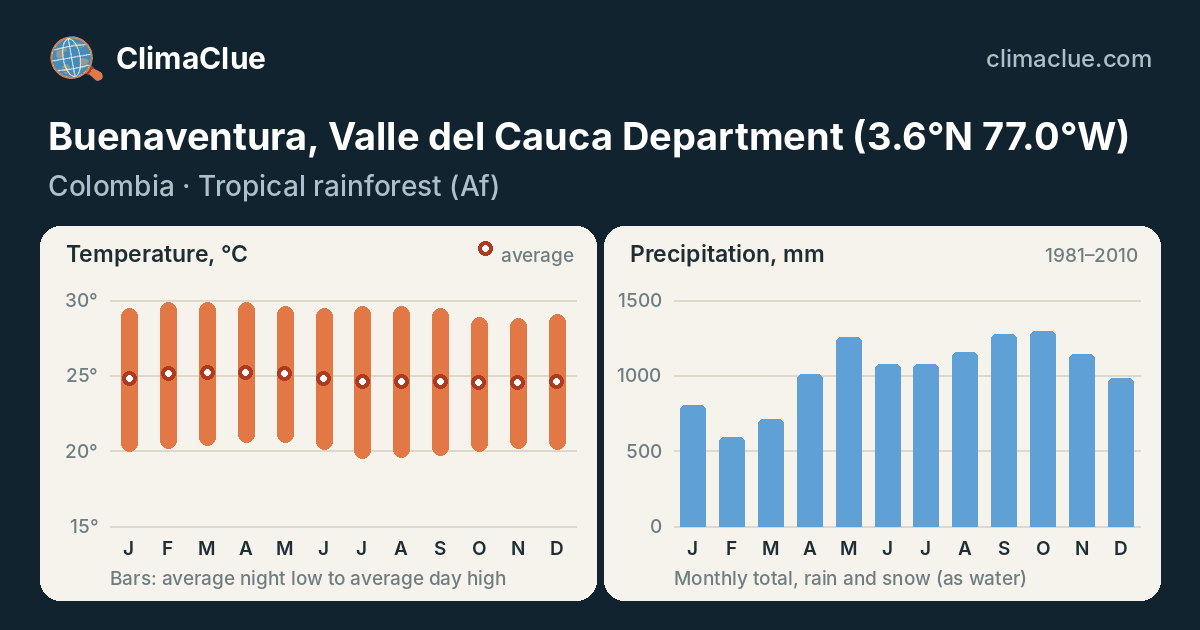 ClimaClue
climaclue.com
Buenaventura, Valle del Cauca Department (3.6°N 77.0°W)
Colombia · Tropical rainforest (Af)
Temperature, °C
average
30°
25°
20°
15°
J F M A M J J A S O N D
Bars: average night low to average day high
Precipitation, mm
1981–2010
1500
1000
500
0
J F M A M J J A S O N D
Monthly total, rain and snow (as water)